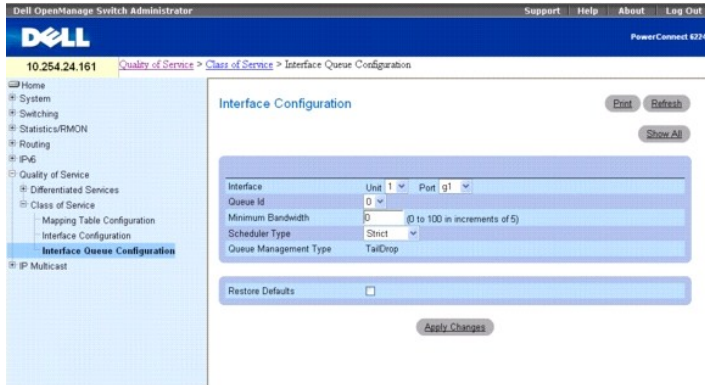 Dell OpenManage Switch Administrator
Support Help About Log Out
DELL
PowerConnect 6224
10.254.24.161
Quality of Service > Class of Service > Interface Queue Configuration
Home
System
Switching
Statistics/RMON
Routing
IPv6
Quality of Service
Differentiated Services
Class of Service
Mapping Table Configuration
Interface Configuration
Interface Queue Configuration
IP Multicast
Interface Configuration
Print Refresh
Show All
Interface Unit 1 Port g1
Queue Id 0
Minimum Bandwidth 0 (0 to 100 in increments of 5)
Scheduler Type Strict
Queue Management Type TailDrop
Restore Defaults
Apply Changes